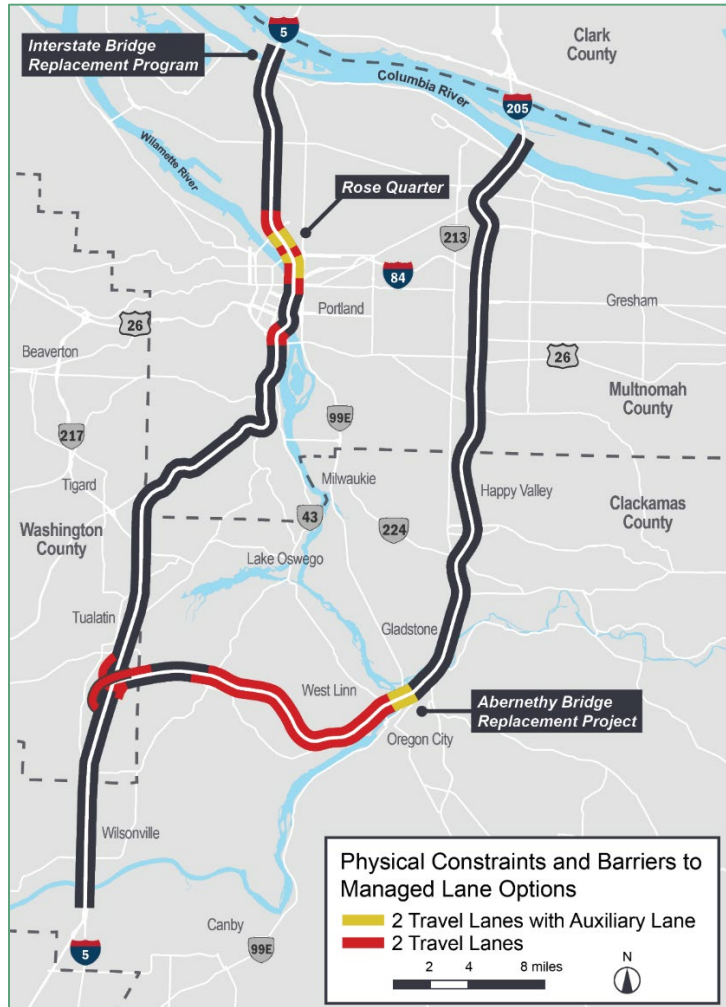 5
Interstate Bridge
Replacement Program
Clark
County
Columbia River
205
Willamette River
Rose Quarter
213
84
Portland
Gresham
26
26
Beaverton
Multnomah
County
99E
217
Milwaukie
Happy Valley
Tigard
43
Clackamas
County
Washington
County
224
Lake Oswego
Tualatin
Gladstone
West Linn
Abernethy Bridge
Replacement Project
Oregon City
Wilsonville
Canby
99E
5
Physical Constraints and Barriers to
Managed Lane Options
2 Travel Lanes with Auxiliary Lane
2 Travel Lanes
2 4 8 miles
N